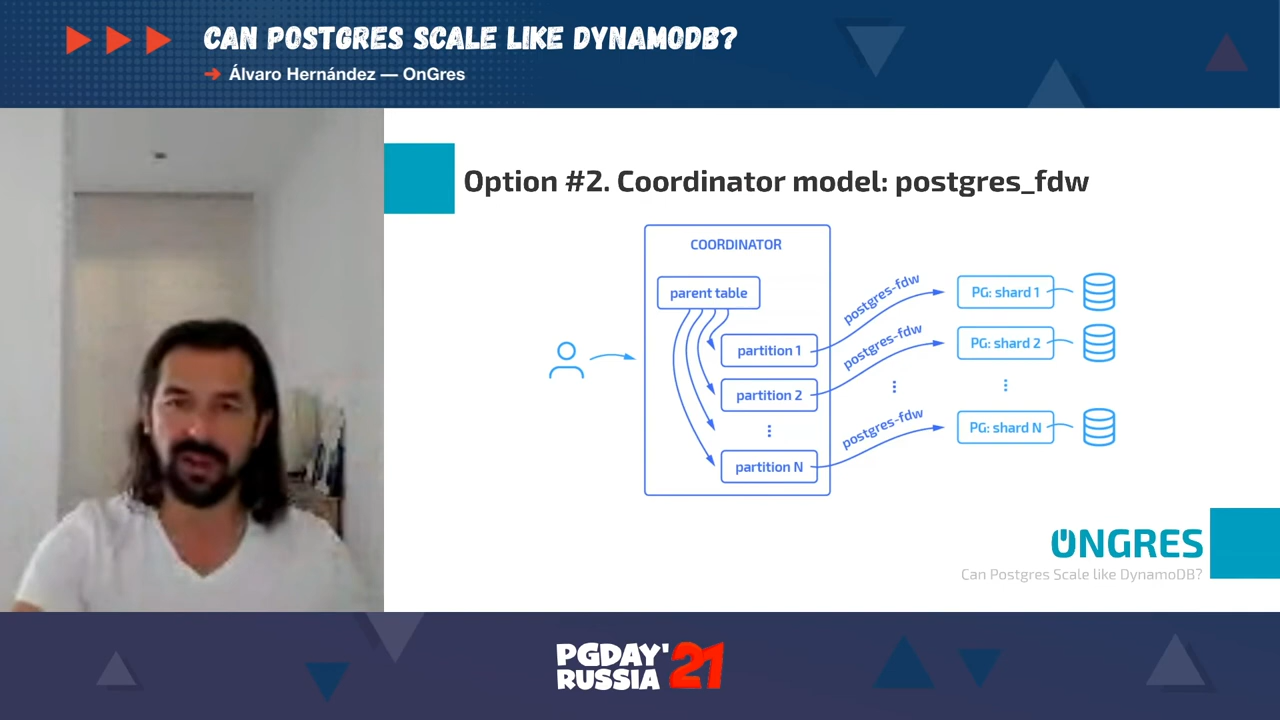 CAN POSTGRES SCALE LIKE DYNAMODB?
Álvaro Hernández — OnGres
Option #2. Coordinator model: postgres_fdw
COORDINATOR
parent table
partition 1
partition 2
partition N
postgres-fdw
postgres-fdw
postgres-fdw
PG: shard 1
PG: shard 2
PG: shard N
ONGRES
Can Postgres Scale like DynamoDB?
PGDAY'21
RUSSIA